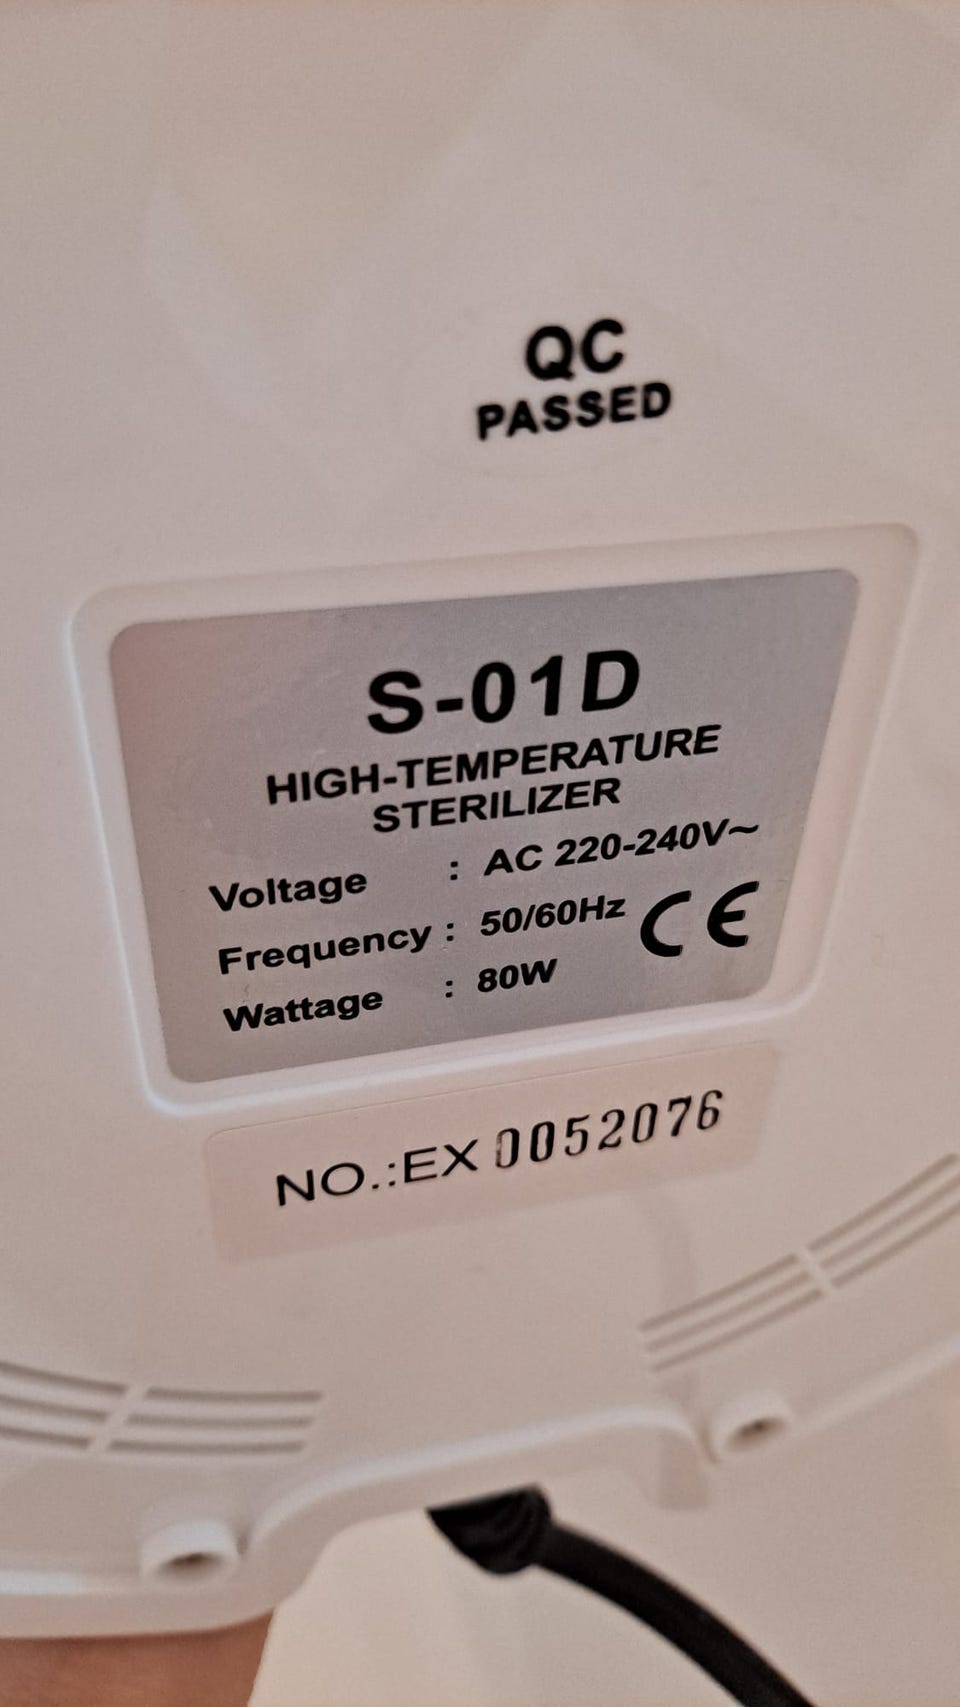 QC
PASSED
S-01D
HIGH-TEMPERATURE
STERILIZER
Voltage : AC 220-240V~
Frequency : 50/60Hz
Wattage : 80W
CE
NO.:EX 0052076